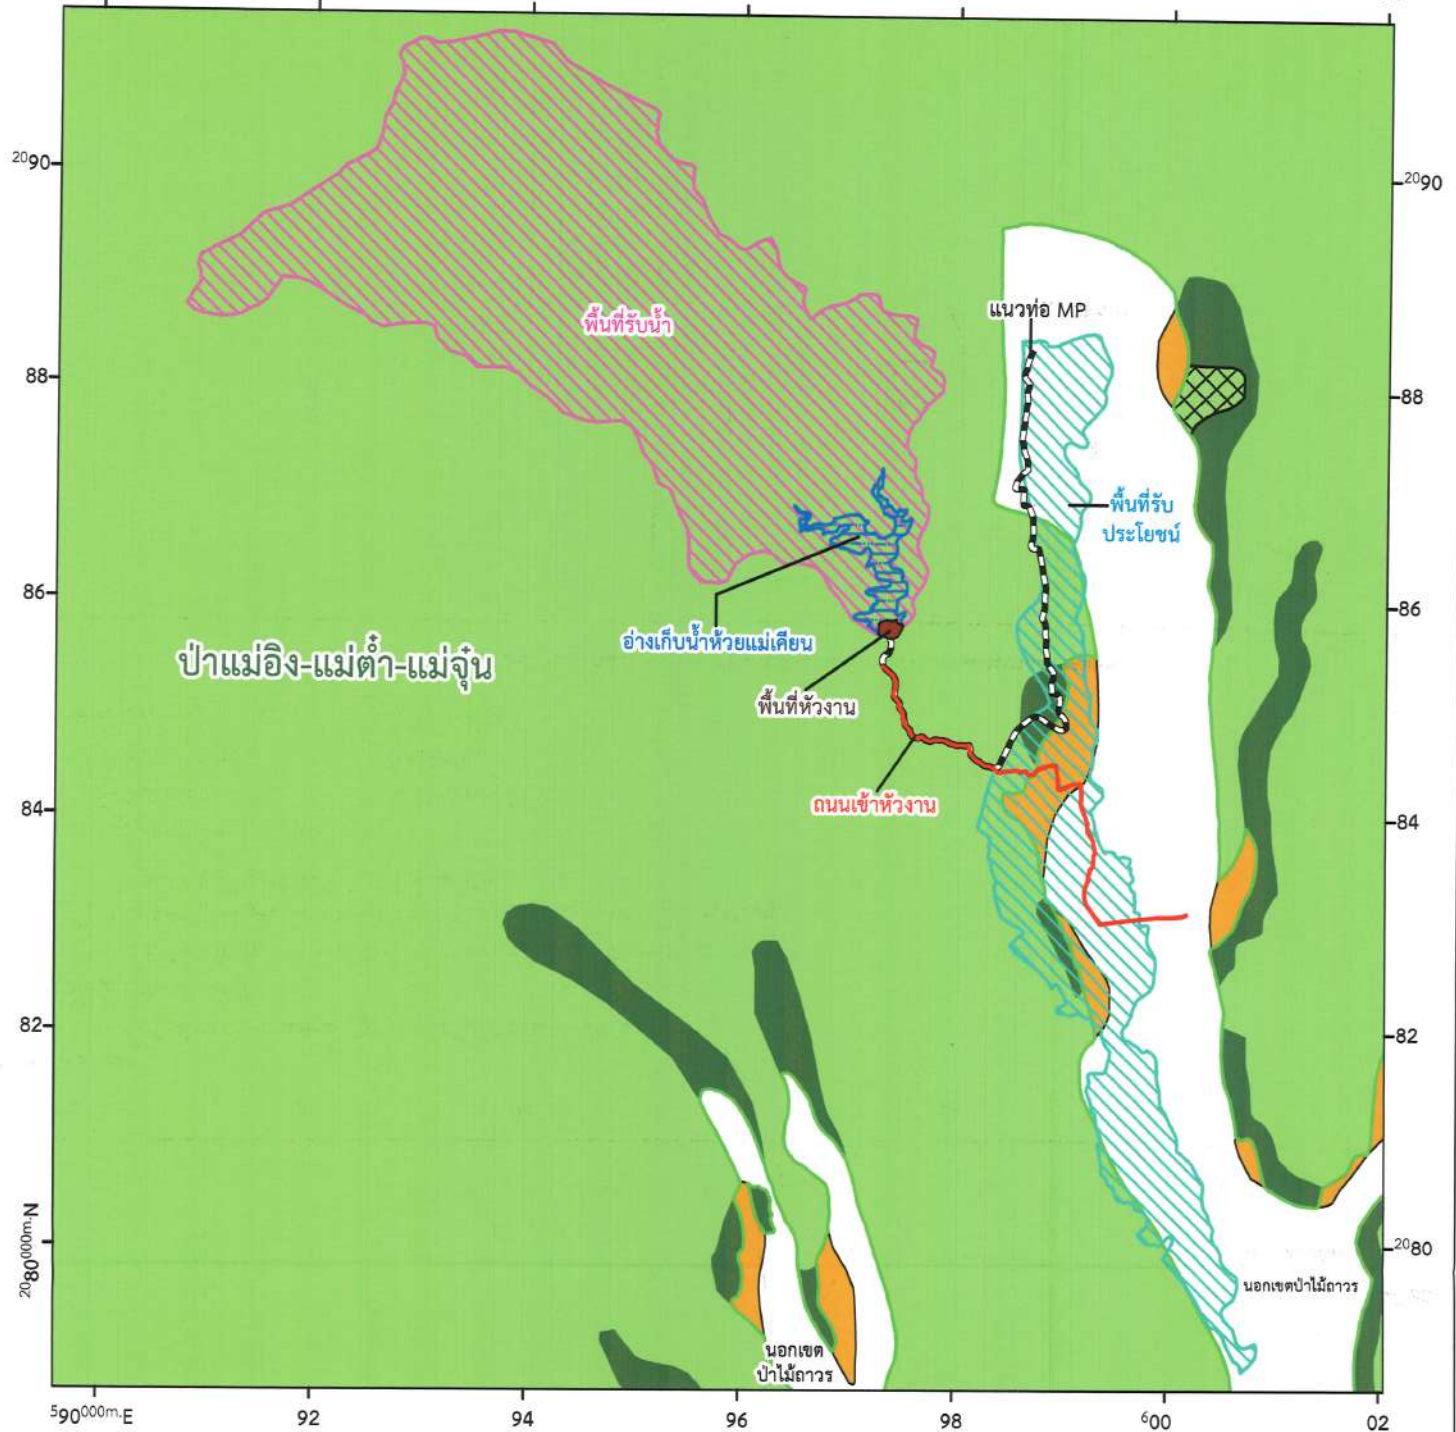 ²⁰90
²⁰90
แนวท่อ MP
พื้นที่รับน้ำ
88
88
พื้นที่รับ
ประโยชน์
86
86
อ่างเก็บน้ำห้วยแม่เคียน
ป่าแม่อิง-แม่ต๋ำ-แม่จุ๋น
พื้นที่หัวงาน
ถนนเข้าหัวงาน
84
84
82
82
²⁰80⁰⁰⁰m.N
²⁰80
นอกเขตป่าไม้ถาวร
นอกเขต
ป่าไม้ถาวร
⁵90⁰⁰⁰m.E
92
94
96
98
⁶00
02